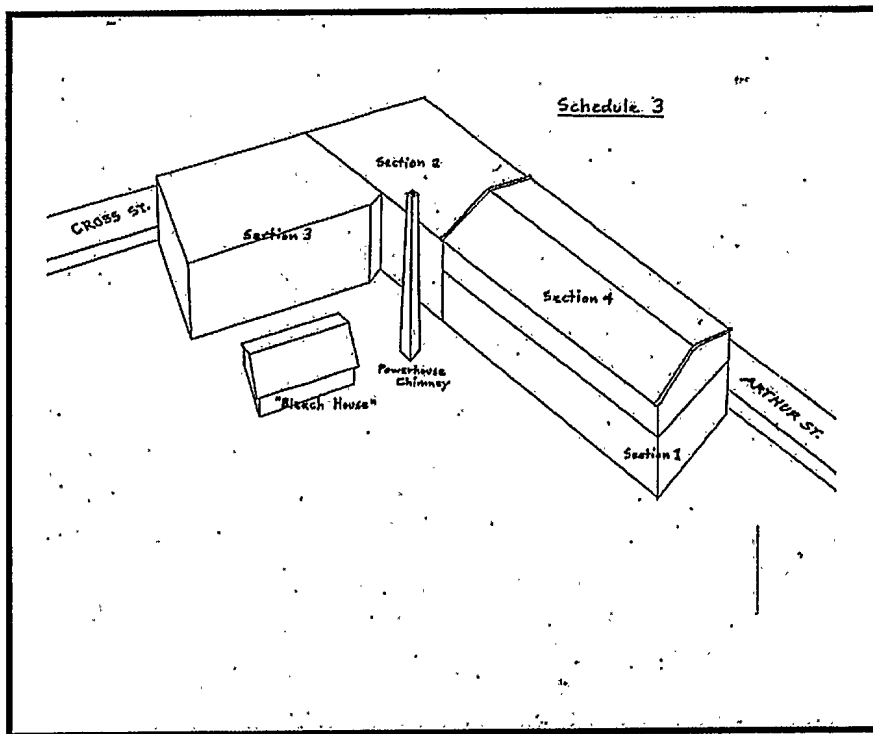 Schedule 3
Section 2
CROSS ST.
Section 3
Section 4
Powerhouse
Chimney
ARTHUR ST.
"Bleach House"
Section 1